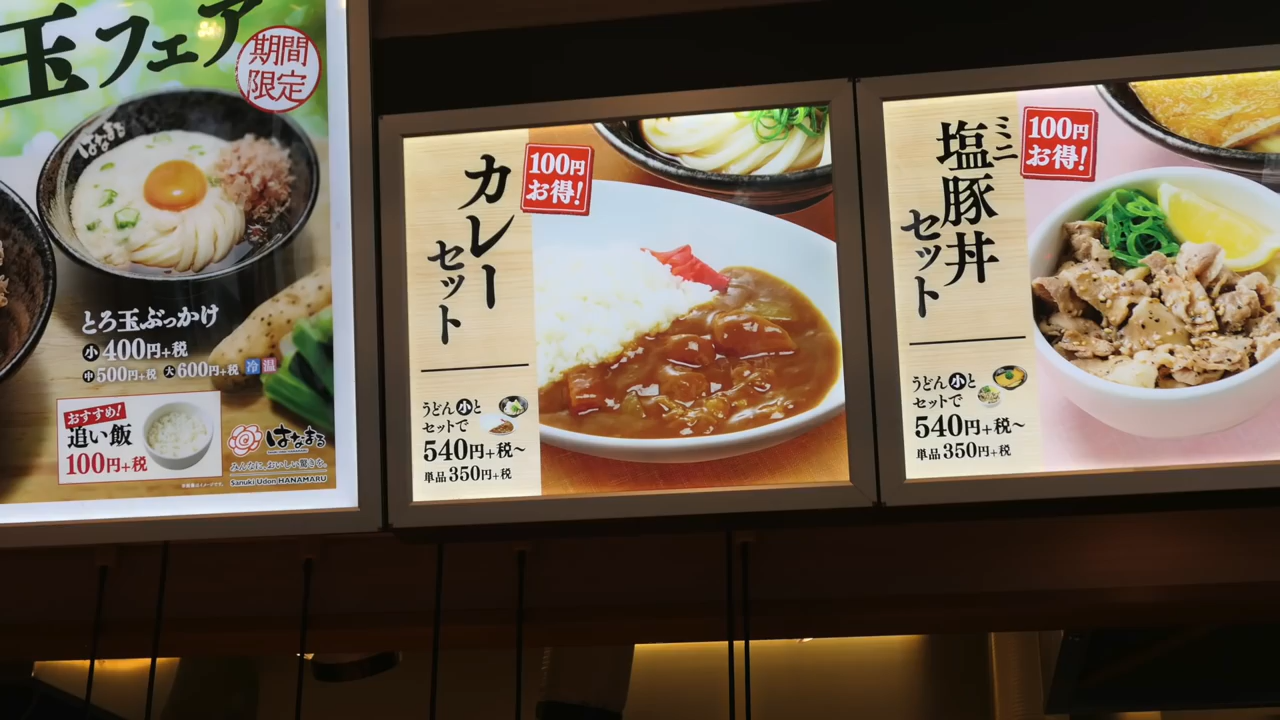 玉フェア
期間
限定
はなまる
とろ玉ぶっかけ
小400円+税
中500円+税 大600円+税 冷 温
おすすめ!
追い飯
100円+税
はなまる
みんなに、おいしい驚きを。
Sanuki Udon HANAMARU
カレー
セット
100円
お得!
うどん小と
セットで
540円+税~
単品350円+税
ミニ
塩豚丼
セット
100円
お得!
うどん小と
セットで
540円+税~
単品350円+税